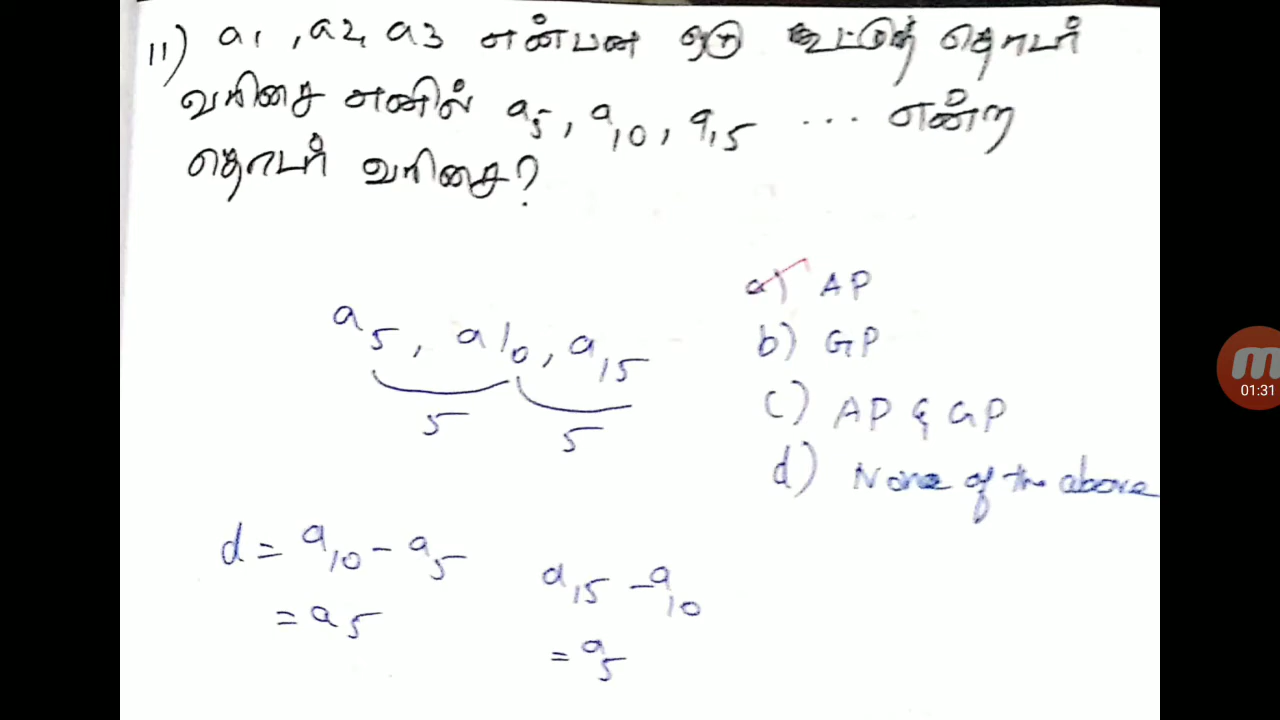 11) a1, a2, a3 என்பன ஒரு கூட்டுத் தொடர்
வரிசை எனில் a5, a10, a15 ... என்ற
தொடர் வரிசை?
a) AP
a5, a10, a15
b) GP
5 5
c) AP & GP
d) None of the above
d = a10 - a5
a15 - a10
= a5
= a5
01:31